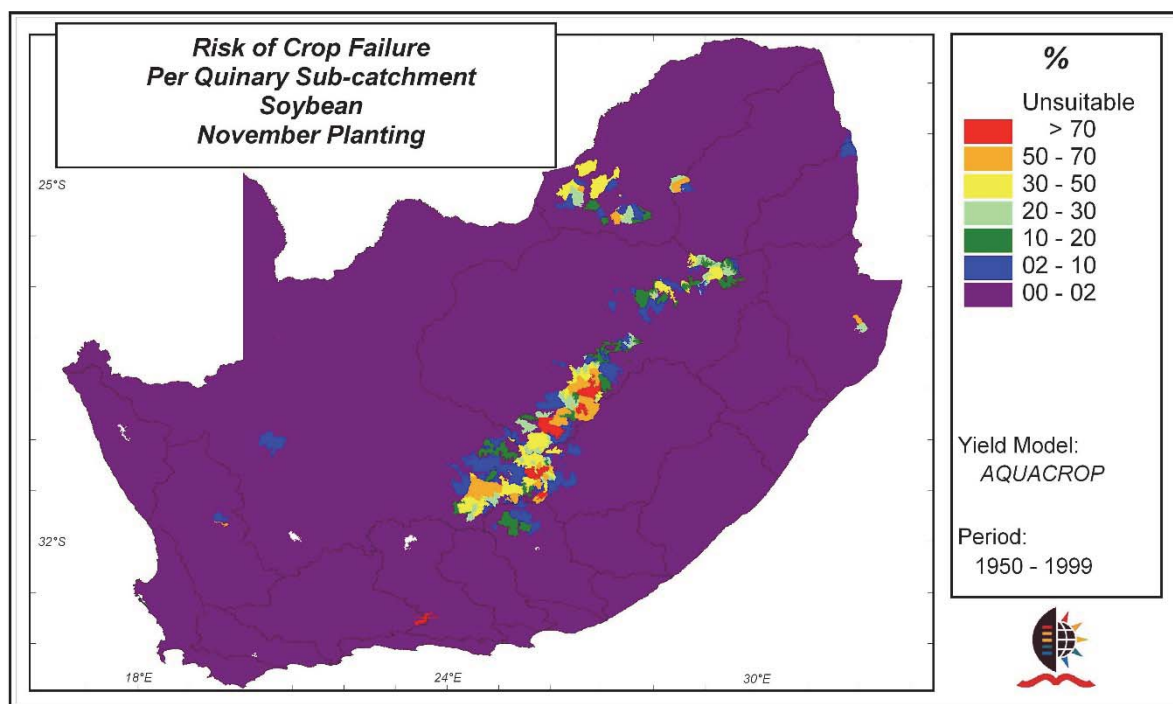 Risk of Crop Failure
Per Quinary Sub-catchment
Soybean
November Planting
%
Unsuitable
> 70
50 - 70
30 - 50
20 - 30
10 - 20
02 - 10
00 - 02
Yield Model:
AQUACROP
Period:
1950 - 1999
25°S
32°S
18°E
24°E
30°E